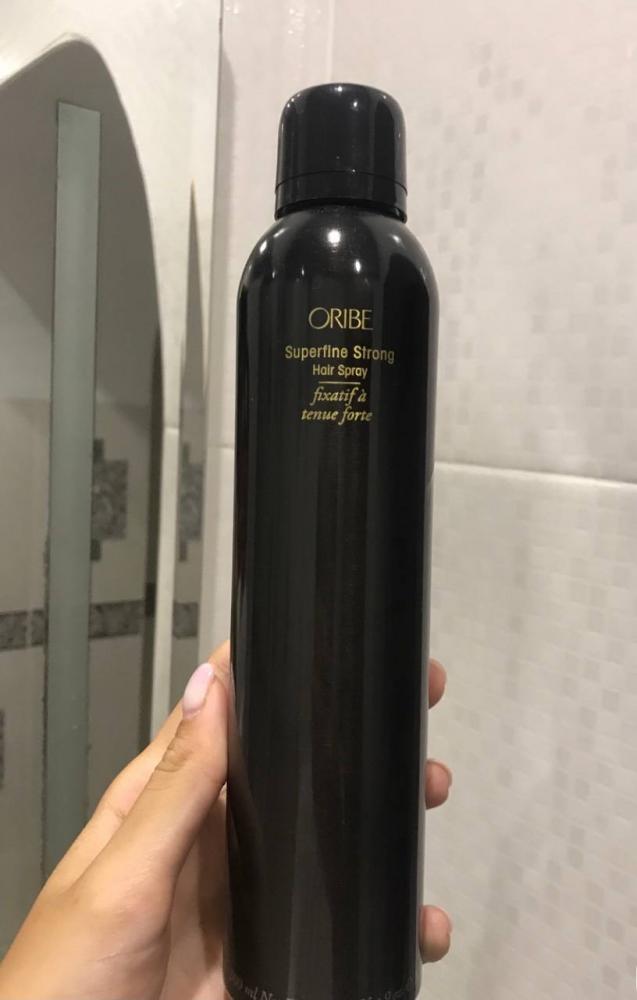 ORIBE
Superfine Strong
Hair Spray
fixatif à
tenue forte